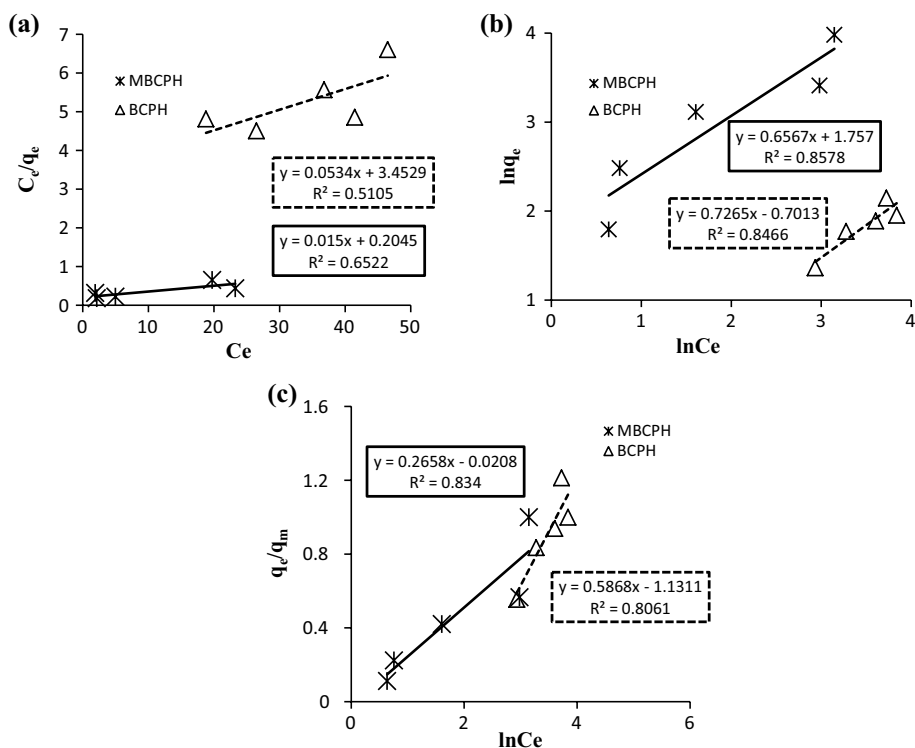 (a)
7
6
5
4
3
2
1
0
Cₑ/qₑ
MBCPH
BCPH
y = 0.0534x + 3.4529
R² = 0.5105
y = 0.015x + 0.2045
R² = 0.6522
0 10 20 30 40 50
Ce
(b)
4
3
2
1
lnqₑ
MBCPH
BCPH
y = 0.6567x + 1.757
R² = 0.8578
y = 0.7265x - 0.7013
R² = 0.8466
0 1 2 3 4
lnCe
(c)
1.6
1.2
0.8
0.4
0
qₑ/qₘ
MBCPH
BCPH
y = 0.2658x - 0.0208
R² = 0.834
y = 0.5868x - 1.1311
R² = 0.8061
0 2 4 6
lnCe